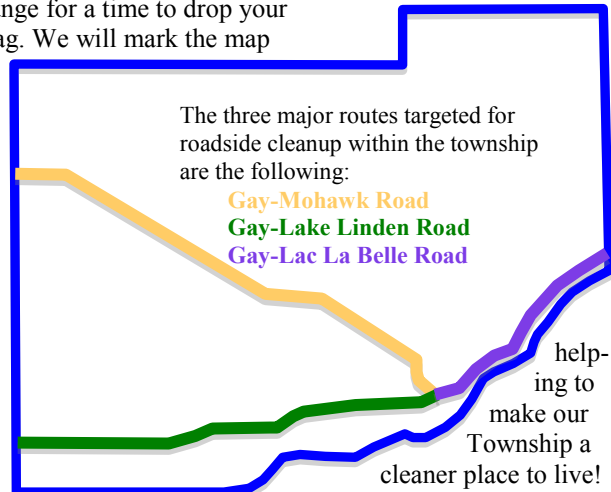 nge for a time to drop your
ag. We will mark the map
The three major routes targeted for
roadside cleanup within the township
are the following:
Gay-Mohawk Road
Gay-Lake Linden Road
Gay-Lac La Belle Road
help-
ing to
make our
Township a
cleaner place to live!